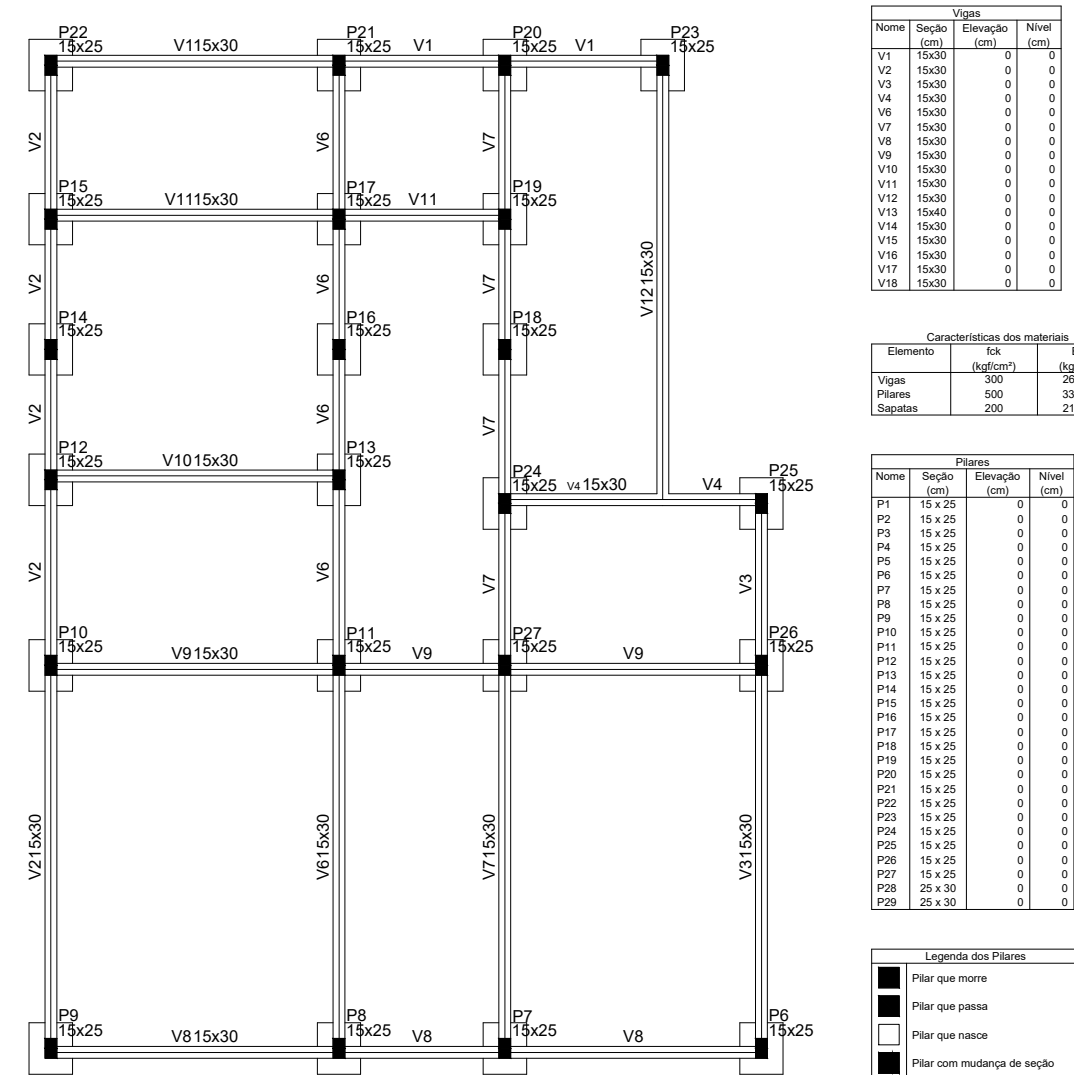 P22
15x25
V115x30
P21
15x25
V1
P20
15x25
V1
P23
15x25
V2
V6
V7
P15
15x25
V1115x30
P17
15x25
V11
P19
15x25
V2
V6
V7
V12 15x30
P14
15x25
P16
15x25
P18
15x25
V2
V6
V7
P12
15x25
V1015x30
P13
15x25
P24
15x25
V4 15x30
V4
P25
15x25
V2
V6
V7
V3
P10
15x25
V9 15x30
P11
15x25
V9
P27
15x25
V9
P26
15x25
V215x30
V615x30
V715x30
V315x30
P9
15x25
V815x30
P8
15x25
V8
P7
15x25
V8
P6
15x25
Vigas
Nome Seção Elevação Nível
(cm) (cm) (cm)
V1 15x30 0 0
V2 15x30 0 0
V3 15x30 0 0
V4 15x30 0 0
V6 15x30 0 0
V7 15x30 0 0
V8 15x30 0 0
V9 15x30 0 0
V10 15x30 0 0
V11 15x30 0 0
V12 15x30 0 0
V13 15x40 0 0
V14 15x30 0 0
V15 15x30 0 0
V16 15x30 0 0
V17 15x30 0 0
V18 15x30 0 0
Características dos materiais
Elemento fck
(kgf/cm²) (kg
Vigas 300 26
Pilares 500 33
Sapatas 200 21
Pilares
Nome Seção Elevação Nível
(cm) (cm) (cm)
P1 15 x 25 0 0
P2 15 x 25 0 0
P3 15 x 25 0 0
P4 15 x 25 0 0
P5 15 x 25 0 0
P6 15 x 25 0 0
P7 15 x 25 0 0
P8 15 x 25 0 0
P9 15 x 25 0 0
P10 15 x 25 0 0
P11 15 x 25 0 0
P12 15 x 25 0 0
P13 15 x 25 0 0
P14 15 x 25 0 0
P15 15 x 25 0 0
P16 15 x 25 0 0
P17 15 x 25 0 0
P18 15 x 25 0 0
P19 15 x 25 0 0
P20 15 x 25 0 0
P21 15 x 25 0 0
P22 15 x 25 0 0
P23 15 x 25 0 0
P24 15 x 25 0 0
P25 15 x 25 0 0
P26 15 x 25 0 0
P27 15 x 25 0 0
P28 25 x 30 0 0
P29 25 x 30 0 0
Legenda dos Pilares
Pilar que morre
Pilar que passa
Pilar que nasce
Pilar com mudança de seção